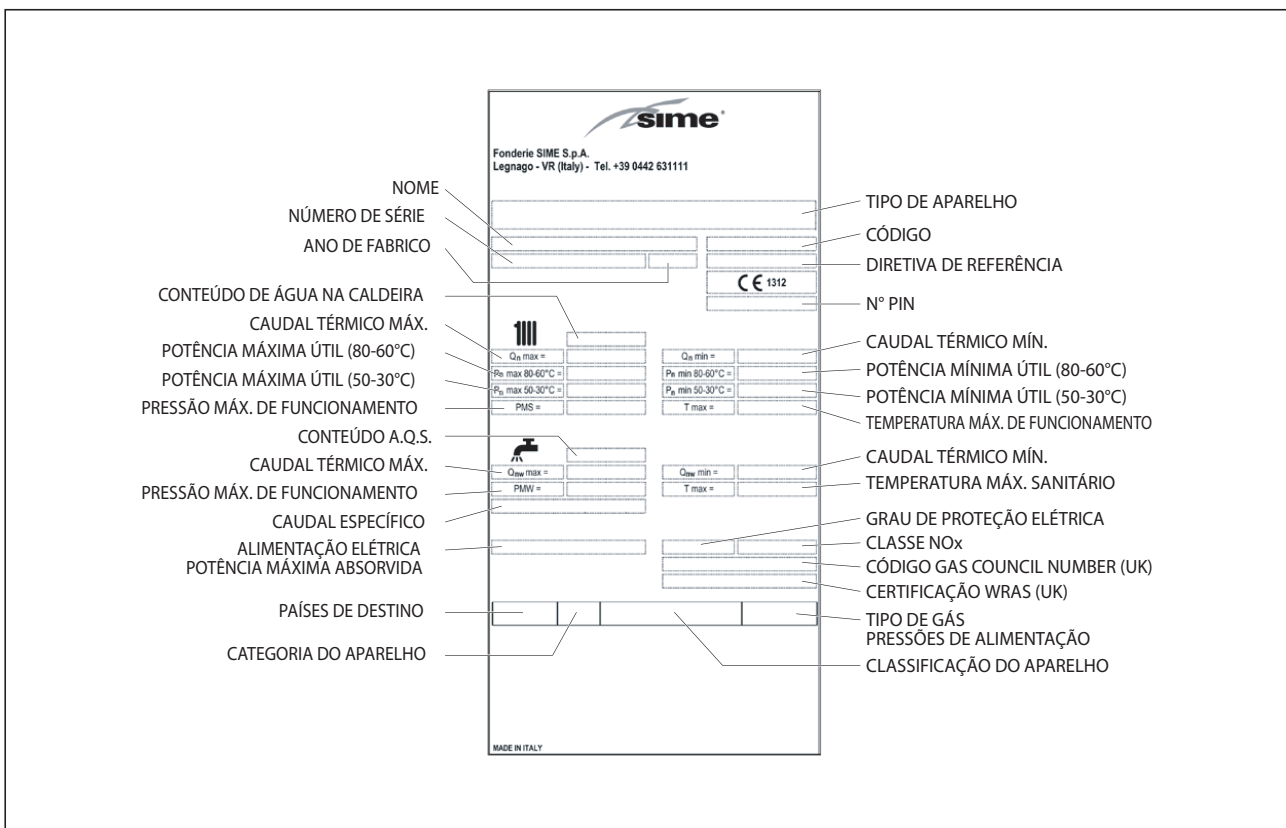 sime®
Fonderie SIME S.p.A.
Legnago - VR (Italy) - Tel. +39 0442 631111
NOME
NÚMERO DE SÉRIE
ANO DE FABRICO
CONTEÚDO DE ÁGUA NA CALDEIRA
CAUDAL TÉRMICO MÁX.
POTÊNCIA MÁXIMA ÚTIL (80-60°C)
POTÊNCIA MÁXIMA ÚTIL (50-30°C)
PRESSÃO MÁX. DE FUNCIONAMENTO
CONTEÚDO A.Q.S.
CAUDAL TÉRMICO MÁX.
PRESSÃO MÁX. DE FUNCIONAMENTO
CAUDAL ESPECÍFICO
ALIMENTAÇÃO ELÉTRICA
POTÊNCIA MÁXIMA ABSORVIDA
PAÍSES DE DESTINO
CATEGORIA DO APARELHO
CE 1312
Qn max =
Pn max 80-60°C =
Pn max 50-30°C =
PMS =
Qn min =
Pn min 80-60°C =
Pn min 50-30°C =
T max =
Qnw max =
PMW =
Qnw min =
T max =
MADE IN ITALY
TIPO DE APARELHO
CÓDIGO
DIRETIVA DE REFERÊNCIA
N° PIN
CAUDAL TÉRMICO MÍN.
POTÊNCIA MÍNIMA ÚTIL (80-60°C)
POTÊNCIA MÍNIMA ÚTIL (50-30°C)
TEMPERATURA MÁX. DE FUNCIONAMENTO
CAUDAL TÉRMICO MÍN.
TEMPERATURA MÁX. SANITÁRIO
GRAU DE PROTEÇÃO ELÉTRICA
CLASSE NOx
CÓDIGO GAS COUNCIL NUMBER (UK)
CERTIFICAÇÃO WRAS (UK)
TIPO DE GÁS
PRESSÕES DE ALIMENTAÇÃO
CLASSIFICAÇÃO DO APARELHO